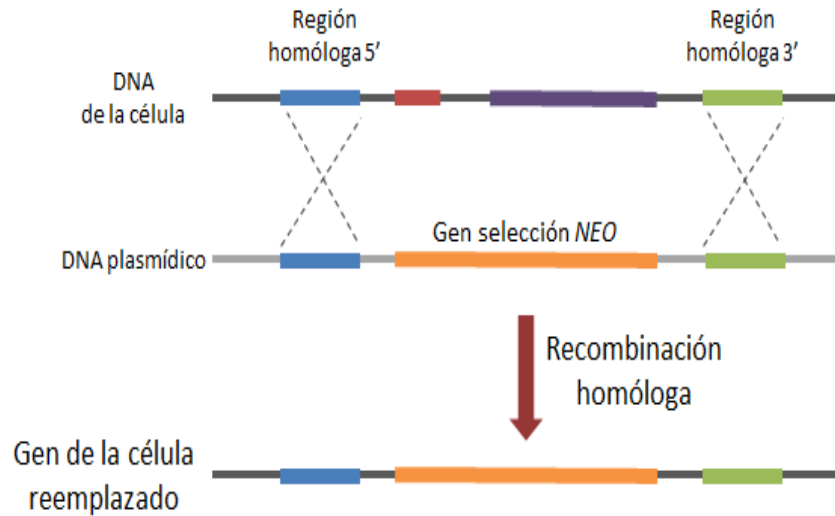 Región
homóloga 5’
Región
homóloga 3’
DNA
de la célula
Gen selección NEO
DNA plasmídico
Recombinación
homóloga
Gen de la célula
reemplazado